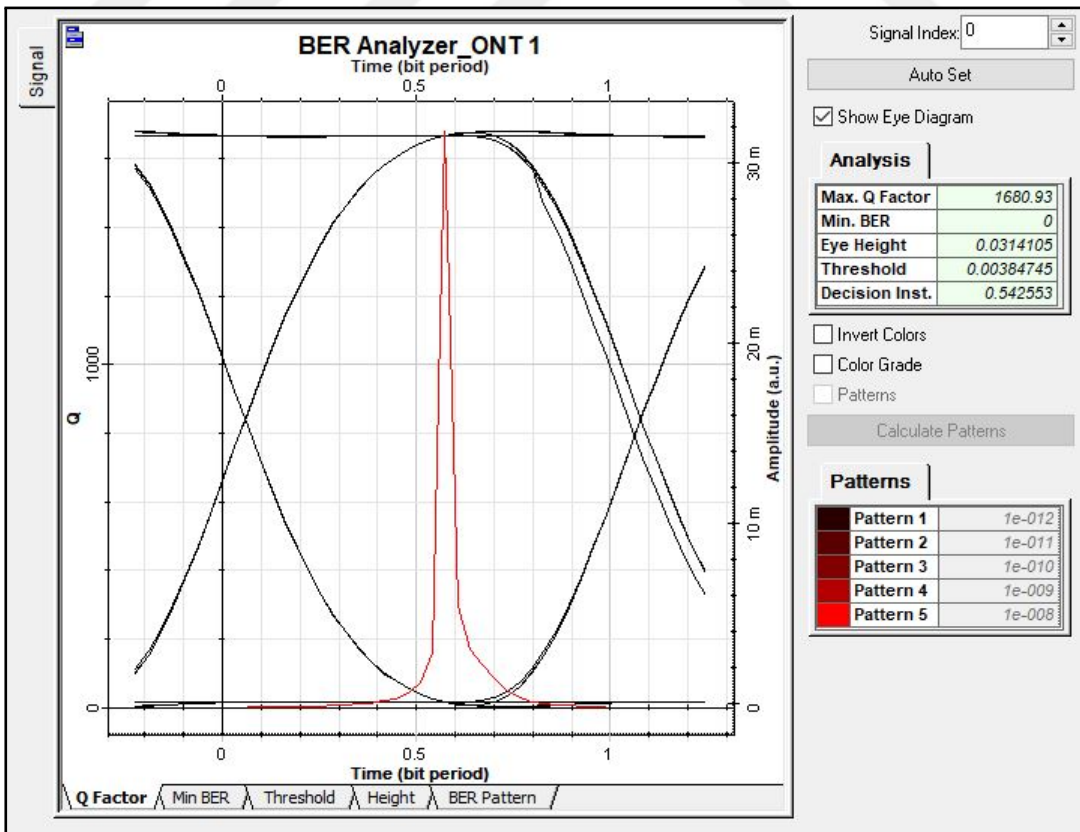 Signal
BER Analyzer_ONT 1
Time (bit period)
0 0.5 1
Q
1000
0
Amplitude (a.u.)
30 m
20 m
10 m
0
0 0.5 1
Time (bit period)
Q Factor Min BER Threshold Height BER Pattern
Signal Index: 0
Auto Set
Show Eye Diagram
Analysis
Max. Q Factor 1680.93
Min. BER 0
Eye Height 0.0314105
Threshold 0.00384745
Decision Inst. 0.542553
Invert Colors
Color Grade
Patterns
Calculate Patterns
Patterns
Pattern 1 1e-012
Pattern 2 1e-011
Pattern 3 1e-010
Pattern 4 1e-009
Pattern 5 1e-008